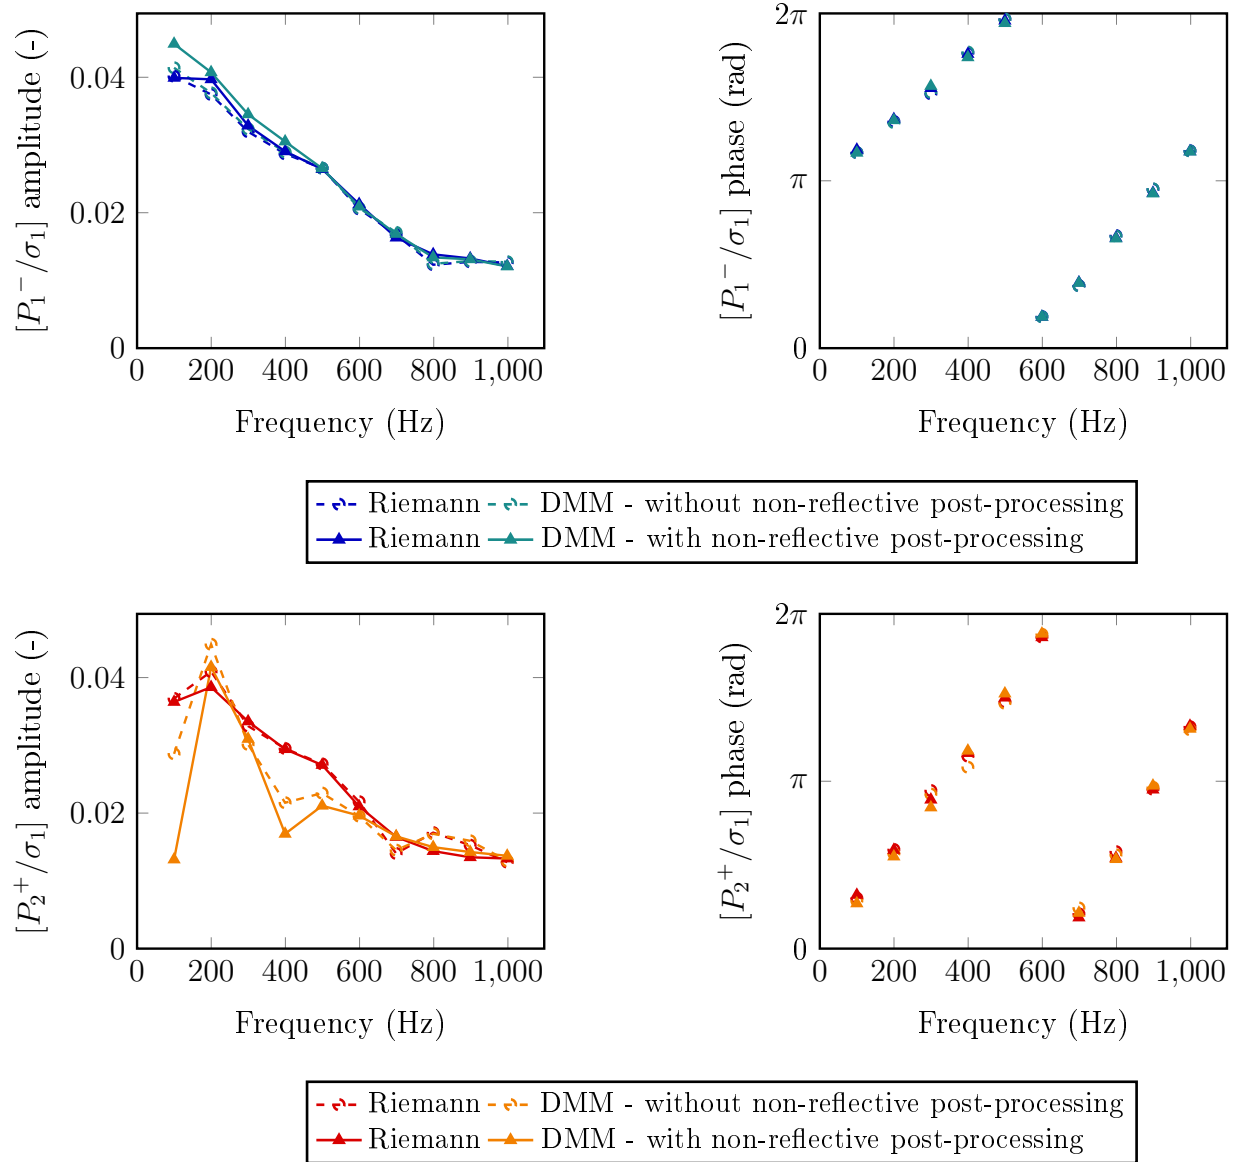 [P₁⁻/σ₁] amplitude (-)
0.04
0.02
0
0 200 400 600 800 1,000
Frequency (Hz)
[P₁⁻/σ₁] phase (rad)
2π
π
0
0 200 400 600 800 1,000
Frequency (Hz)
Riemann DMM - without non-reflective post-processing
Riemann DMM - with non-reflective post-processing
[P₂⁺/σ₁] amplitude (-)
0.04
0.02
0
0 200 400 600 800 1,000
Frequency (Hz)
[P₂⁺/σ₁] phase (rad)
2π
π
0
0 200 400 600 800 1,000
Frequency (Hz)
Riemann DMM - without non-reflective post-processing
Riemann DMM - with non-reflective post-processing